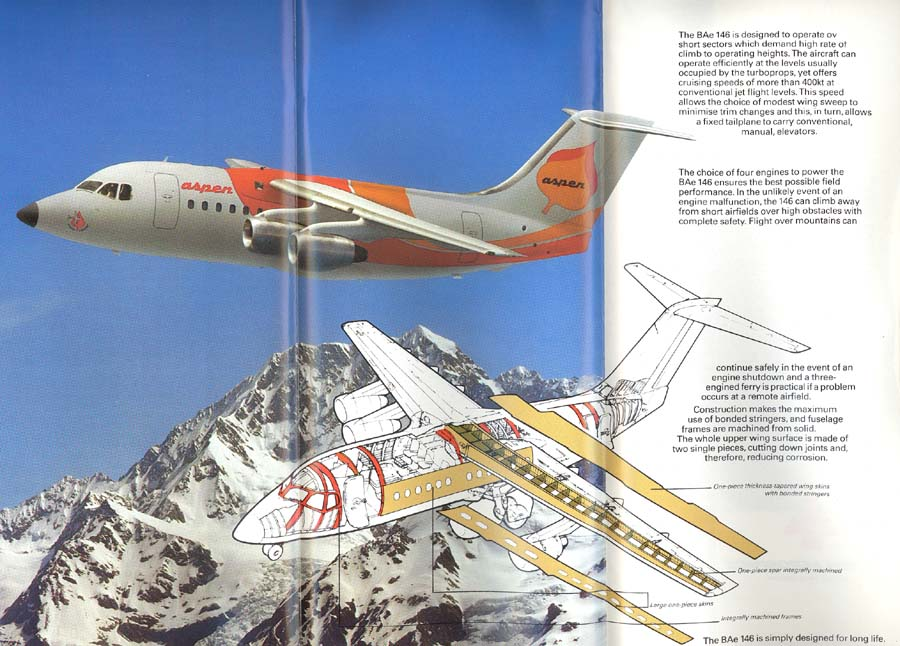 The BAe 146 is designed to operate ov
short sectors which demand high rate of
climb to operating heights. The aircraft can
operate efficiently at the levels usually
occupied by the turboprops, yet offers
cruising speeds of more than 400kt at
conventional jet flight levels. This speed
allows the choice of modest wing sweep to
minimise trim changes and this, in turn, allows
a fixed tailplane to carry conventional,
manual, elevators.
aspen
aspen
The choice of four engines to power the
BAe 146 ensures the best possible field
performance. In the unlikely event of an
engine malfunction, the 146 can climb away
from short airfields over high obstacles with
complete safety. Flight over mountains can
continue safely in the event of an
engine shutdown and a three-
engined ferry is practical if a problem
occurs at a remote airfield.
Construction makes the maximum
use of bonded stringers, and fuselage
frames are machined from solid.
The whole upper wing surface is made of
two single pieces, cutting down joints and,
therefore, reducing corrosion.
One-piece thickness-tapered wing skins
with bonded stringers
One-piece spar integrally machined
Large one-piece skins
Integrally machined frames
The BAe 146 is simply designed for long life.